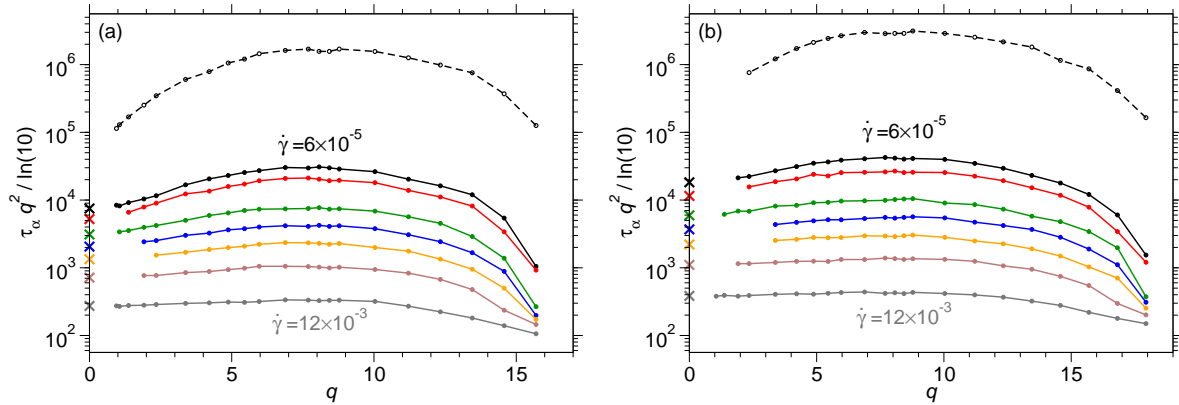 (a)
τα q² / ln(10)
10⁶
10⁵
10⁴
10³
10²
γ̇ =6×10⁻⁵
γ̇ =12×10⁻³
0 5 10 15
q
(b)
τα q² / ln(10)
10⁶
10⁵
10⁴
10³
10²
γ̇ =6×10⁻⁵
γ̇ =12×10⁻³
0 5 10 15
q